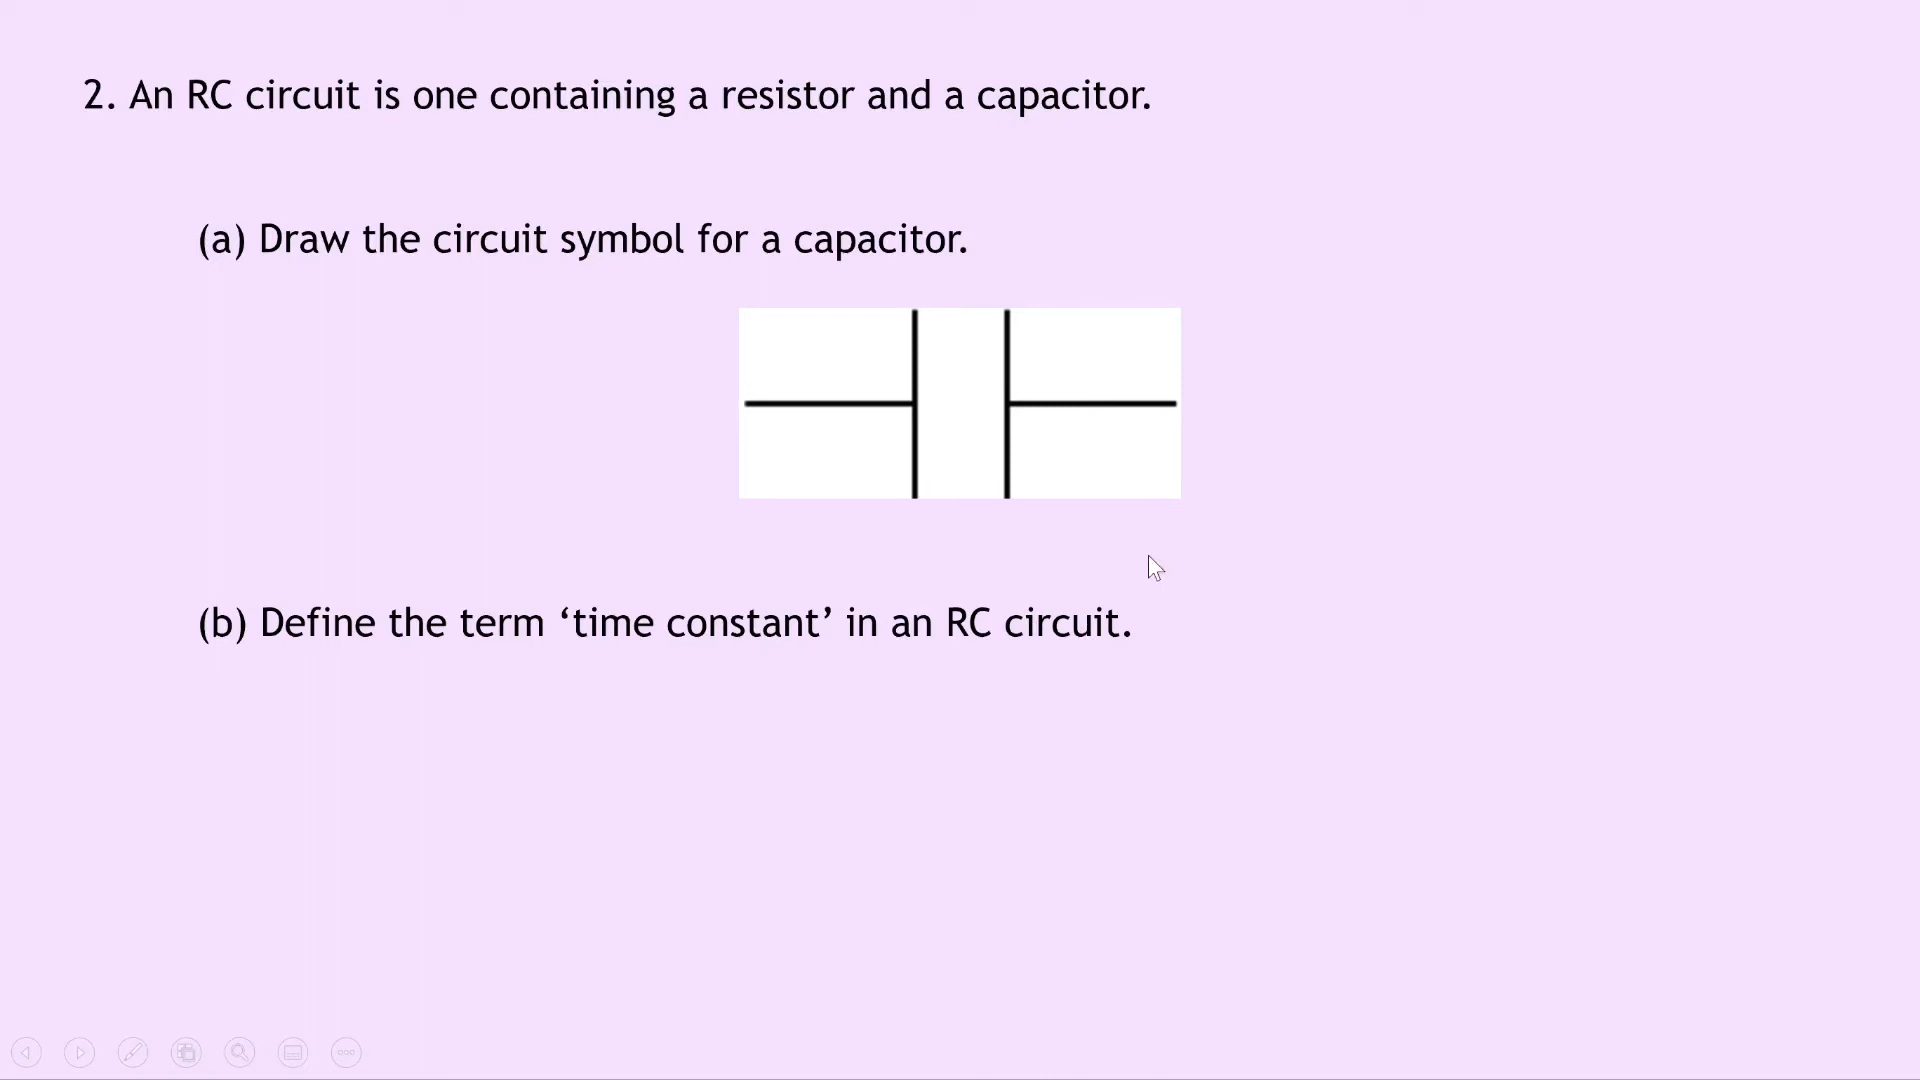 2. An RC circuit is one containing a resistor and a capacitor.
(a) Draw the circuit symbol for a capacitor.
(b) Define the term ‘time constant’ in an RC circuit.